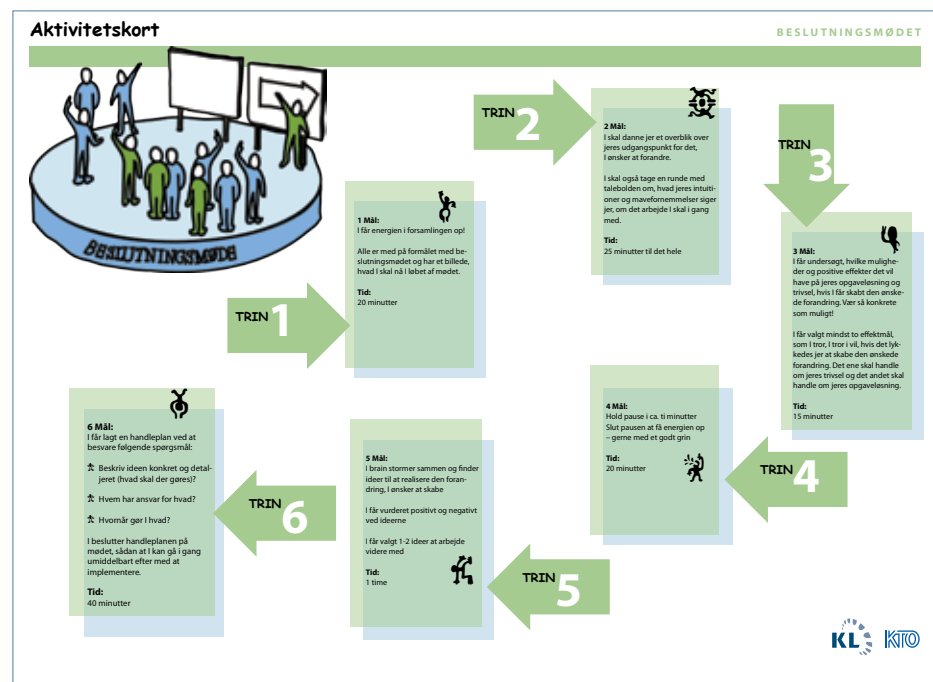 Aktivitetskort
BESLUTNINGSMØDET
BESLUTNINGSMØDE
TRIN 1
1 Mål:
I får energien i forsamlingen op!
Alle er med på formålet med be-
slutningsmødet og har et billede,
hvad I skal nå I løbet af mødet.
Tid:
20 minutter
TRIN 2
2 Mål:
I skal danne jer et overblik over
jeres udgangspunkt for det,
I ønsker at forandre.
I skal også tage en runde med
talebolden om, hvad jeres intuiti-
oner og mavefornemmelser siger
jer, om det arbejde I skal i gang
med.
Tid:
25 minutter til det hele
TRIN 3
3 Mål:
I får undersøgt, hvilke mulighe-
der og positive effekter det vil
have på jeres opgaveløsning og
trivsel, hvis I får skabt den ønske-
de forandring. Vær så konkrete
som muligt!
I får valgt mindst to effektmål,
som I tror, I tror i vil, hvis det lyk-
kedes jer at skabe den ønskede
forandring. Det ene skal handle
om jeres trivsel og det andet skal
handle om jeres opgaveløsning.
Tid:
15 minutter
TRIN 4
4 Mål:
Hold pause i ca. ti minutter
Slut pausen at få energien op
– gerne med et godt grin
Tid:
20 minutter
TRIN 5
5 Mål:
I brain stormer sammen og finder
ideer til at realisere den foran-
dring, I ønsker at skabe
I får vurderet positivt og negativt
ved ideerne
I får valgt 1-2 ideer at arbejde
videre med
Tid:
1 time
TRIN 6
6 Mål:
I får lagt en handleplan ved at
besvare følgende spørgsmål:
Beskriv ideen konkret og detal-
jeret (hvad skal der gøres)?
Hvem har ansvar for hvad?
Hvornår gør I hvad?
I beslutter handleplanen på
mødet, sådan at I kan gå i gang
umiddelbart efter med at
implementere.
Tid:
40 minutter
KL KTO